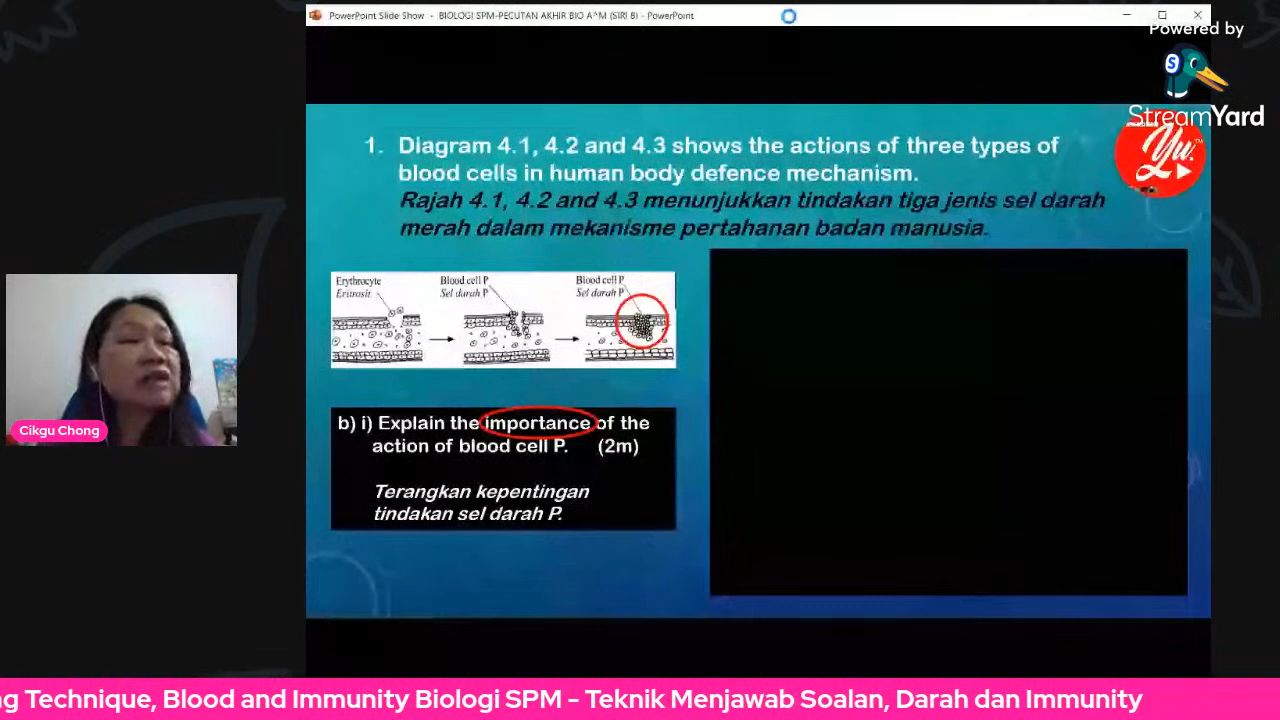 PowerPoint Slide Show - BIOLOGI SPM-PECUTAN AKHIR BIO A^M (SIRI 8) - PowerPoint
Powered by
StreamYard
Yu.
1. Diagram 4.1, 4.2 and 4.3 shows the actions of three types of
blood cells in human body defence mechanism.
Rajah 4.1, 4.2 and 4.3 menunjukkan tindakan tiga jenis sel darah
merah dalam mekanisme pertahanan badan manusia.
Erythrocyte
Eritrosit
Blood cell P
Sel darah P
Blood cell P
Sel darah P
b) i) Explain the importance of the
action of blood cell P. (2m)
Terangkan kepentingan
tindakan sel darah P.
Cikgu Chong
ng Technique, Blood and Immunity Biologi SPM - Teknik Menjawab Soalan, Darah dan Immunity